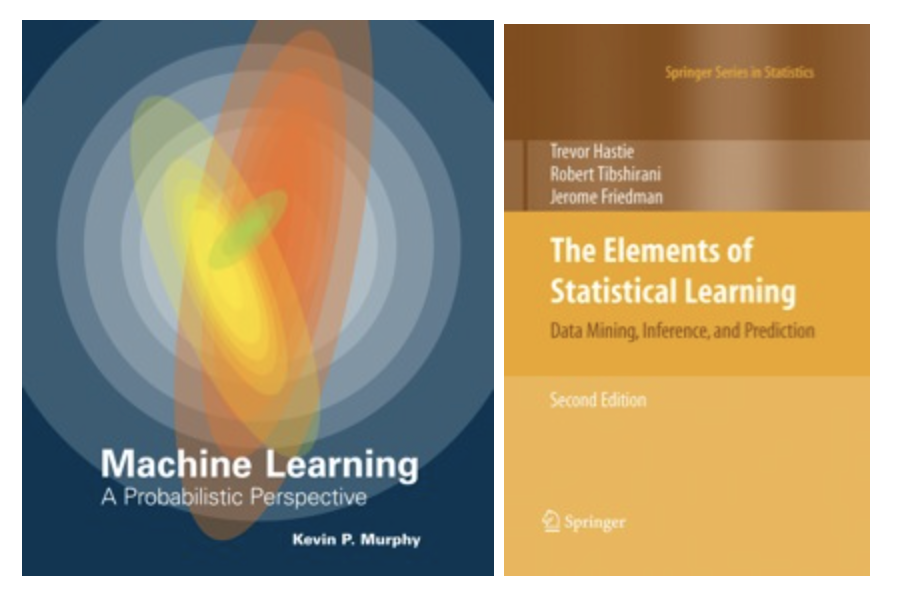 Machine Learning
A Probabilistic Perspective
Kevin P. Murphy
Springer Series in Statistics
Trevor Hastie
Robert Tibshirani
Jerome Friedman
The Elements of
Statistical Learning
Data Mining, Inference, and Prediction
Second Edition
Springer